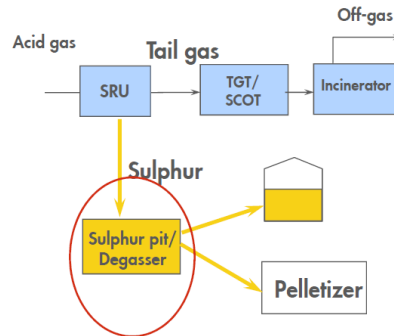 Off-gas
Acid gas
Tail gas
SRU
TGT/
SCOT
Incinerator
Sulphur
Sulphur pit/
Degasser
Pelletizer